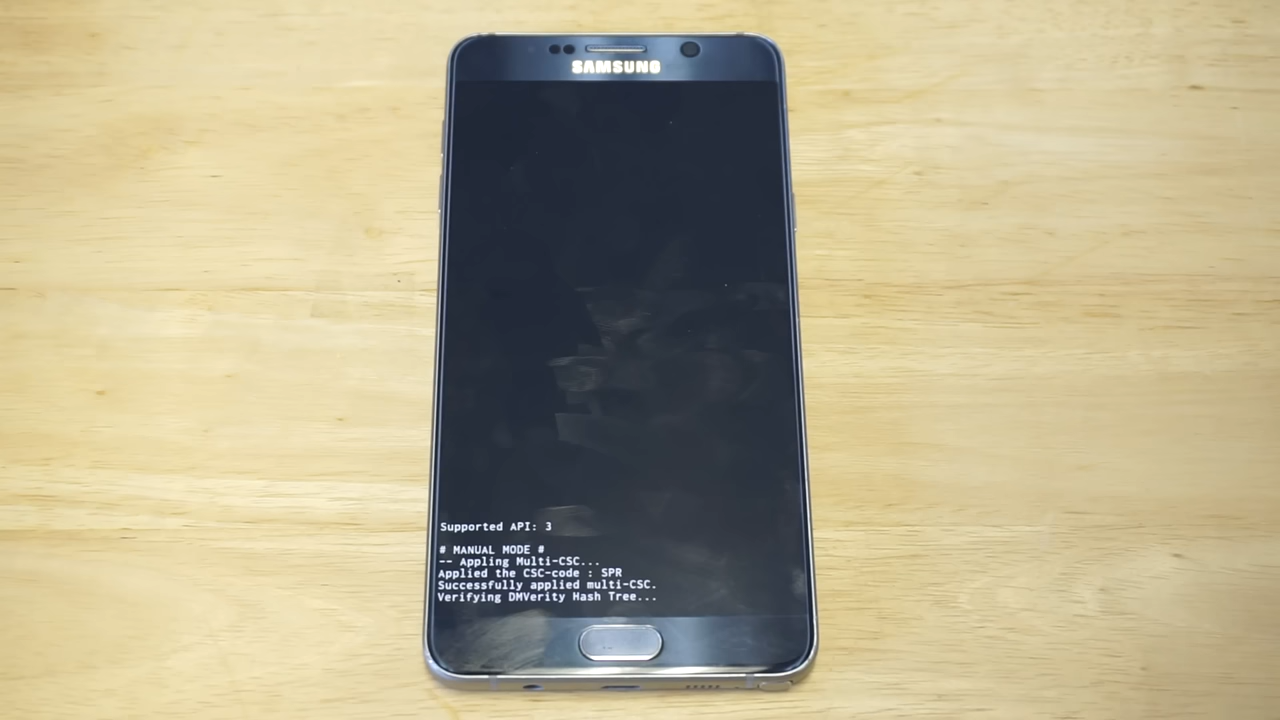 SAMSUNG
Supported API: 3
# MANUAL MODE #
-- Appling Multi-CSC...
Applied the CSC-code : SPR
Successfully applied multi-CSC.
Verifying DMVerity Hash Tree...